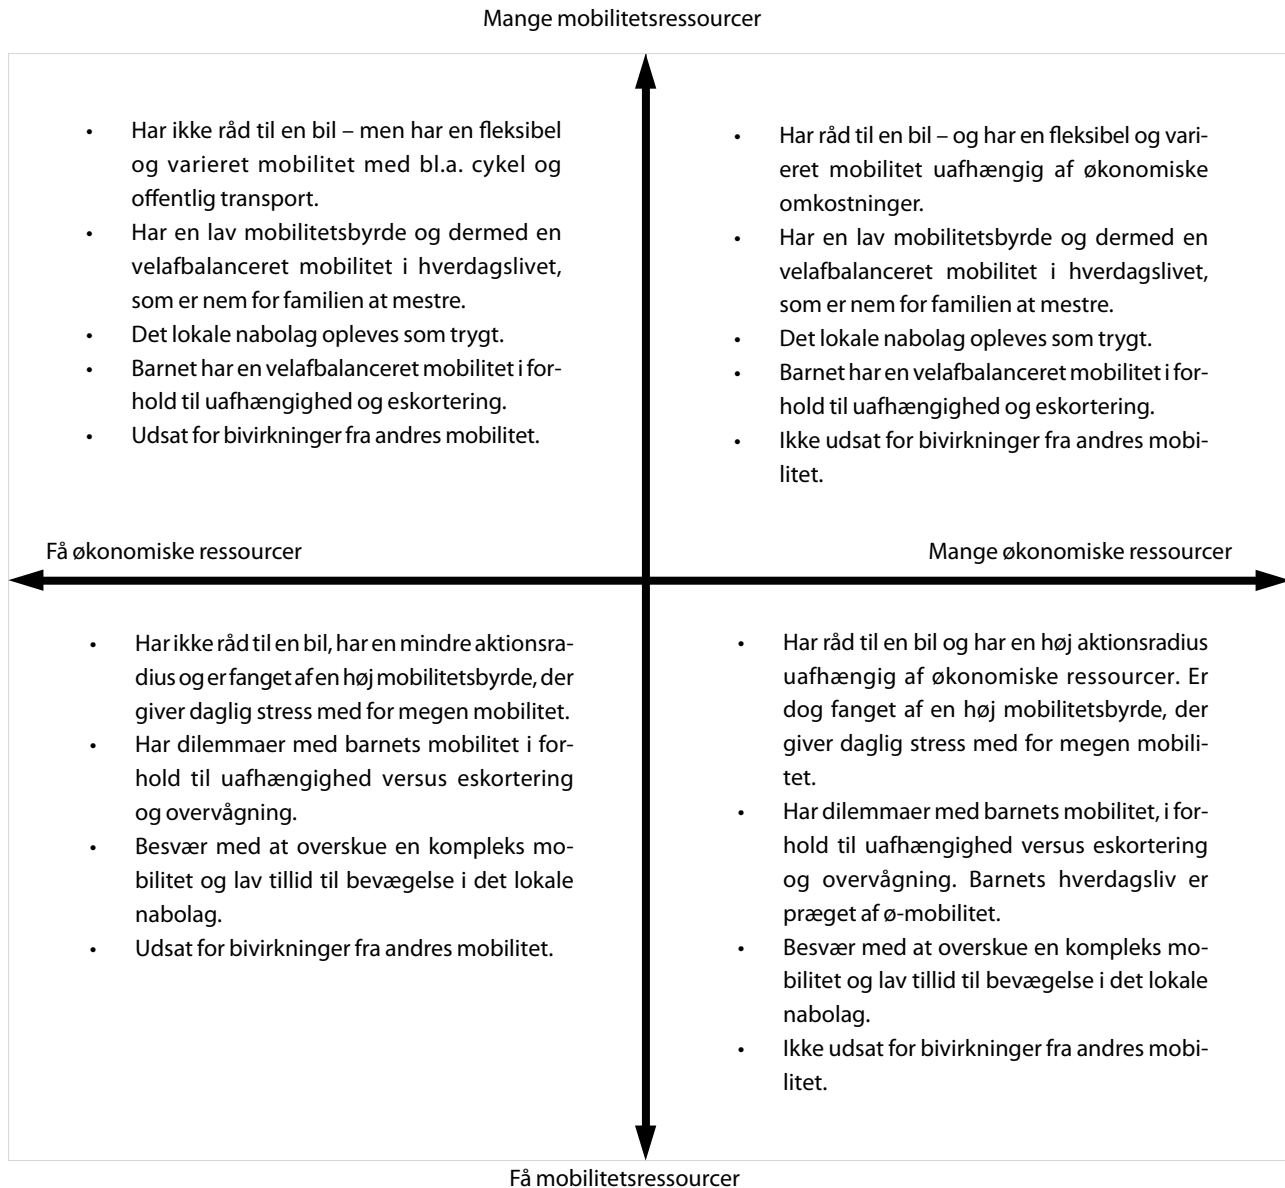 Mange mobilitetsressourcer
• Har ikke råd til en bil – men har en fleksibel
og varieret mobilitet med bl.a. cykel og
offentlig transport.
• Har en lav mobilitetsbyrde og dermed en
velafbalanceret mobilitet i hverdagslivet,
som er nem for familien at mestre.
• Det lokale nabolag opleves som trygt.
• Barnet har en velafbalanceret mobilitet i for-
hold til uafhængighed og eskortering.
• Udsat for bivirkninger fra andres mobilitet.
• Har råd til en bil – og har en fleksibel og vari-
eret mobilitet uafhængig af økonomiske
omkostninger.
• Har en lav mobilitetsbyrde og dermed en
velafbalanceret mobilitet i hverdagslivet,
som er nem for familien at mestre.
• Det lokale nabolag opleves som trygt.
• Barnet har en velafbalanceret mobilitet i for-
hold til uafhængighed og eskortering.
• Ikke udsat for bivirkninger fra andres mobi-
litet.
Få økonomiske ressourcer
Mange økonomiske ressourcer
• Har ikke råd til en bil, har en mindre aktionsra-
dius og er fanget af en høj mobilitetsbyrde, der
giver daglig stress med for megen mobilitet.
• Har dilemmaer med barnets mobilitet i for-
hold til uafhængighed versus eskortering
og overvågning.
• Besvær med at overskue en kompleks mo-
bilitet og lav tillid til bevægelse i det lokale
nabolag.
• Udsat for bivirkninger fra andres mobilitet.
• Har råd til en bil og har en høj aktionsradius
uafhængig af økonomiske ressourcer. Er
dog fanget af en høj mobilitetsbyrde, der
giver daglig stress med for megen mobili-
tet.
• Har dilemmaer med barnets mobilitet, i for-
hold til uafhængighed versus eskortering
og overvågning. Barnets hverdagsliv er
præget af ø-mobilitet.
• Besvær med at overskue en kompleks mo-
bilitet og lav tillid til bevægelse i det lokale
nabolag.
• Ikke udsat for bivirkninger fra andres mobi-
litet.
Få mobilitetsressourcer